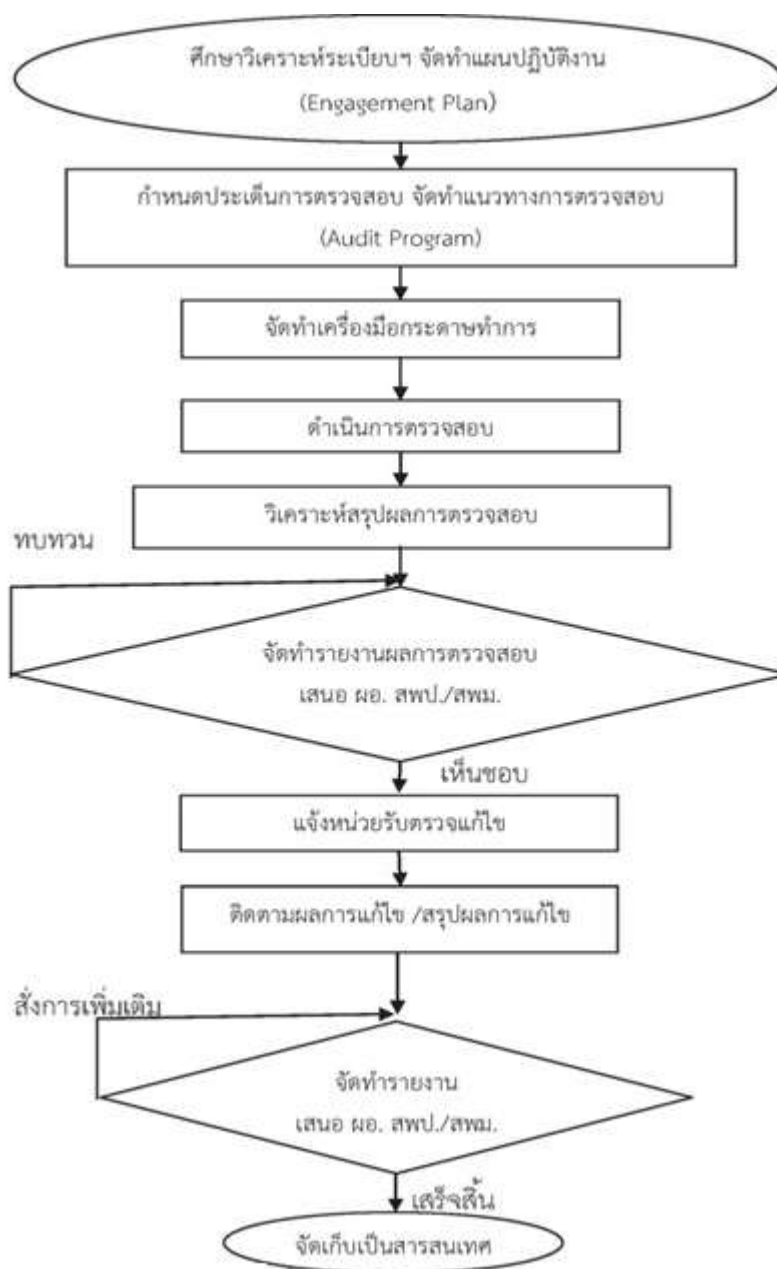 ศึกษาวิเคราะห์ระเบียบฯ จัดทำแผนปฏิบัติงาน
(Engagement Plan)
กำหนดประเด็นการตรวจสอบ จัดทำแนวทางการตรวจสอบ
(Audit Program)
จัดทำเครื่องมือกระดาษทำการ
ดำเนินการตรวจสอบ
วิเคราะห์สรุปผลการตรวจสอบ
ทบทวน
จัดทำรายงานผลการตรวจสอบ
เสนอ ผอ. สพป./สพม.
เห็นชอบ
แจ้งหน่วยรับตรวจแก้ไข
ติดตามผลการแก้ไข /สรุปผลการแก้ไข
สั่งการเพิ่มเติม
จัดทำรายงาน
เสนอ ผอ. สพป./สพม.
เสร็จสิ้น
จัดเก็บเป็นสารสนเทศ